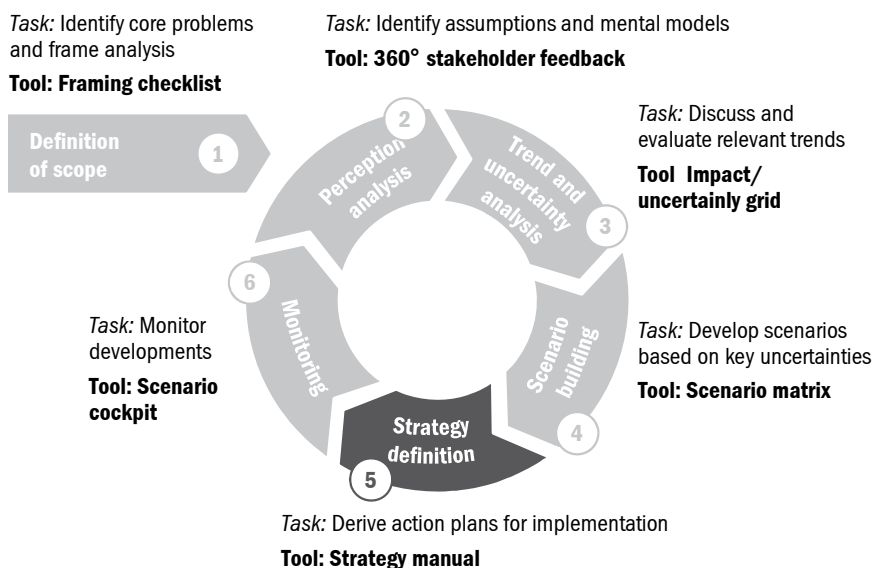 Task: Identify core problems
and frame analysis
Tool: Framing checklist
Task: Identify assumptions and mental models
Tool: 360° stakeholder feedback
Definition
of scope
1
2
Perception
analysis
Trend and
uncertainty
analysis
3
Task: Discuss and
evaluate relevant trends
Tool Impact/
uncertainly grid
Scenario
building
4
Task: Develop scenarios
based on key uncertainties
Tool: Scenario matrix
Strategy
definition
5
Task: Derive action plans for implementation
Tool: Strategy manual
6
Monitoring
Task: Monitor
developments
Tool: Scenario
cockpit